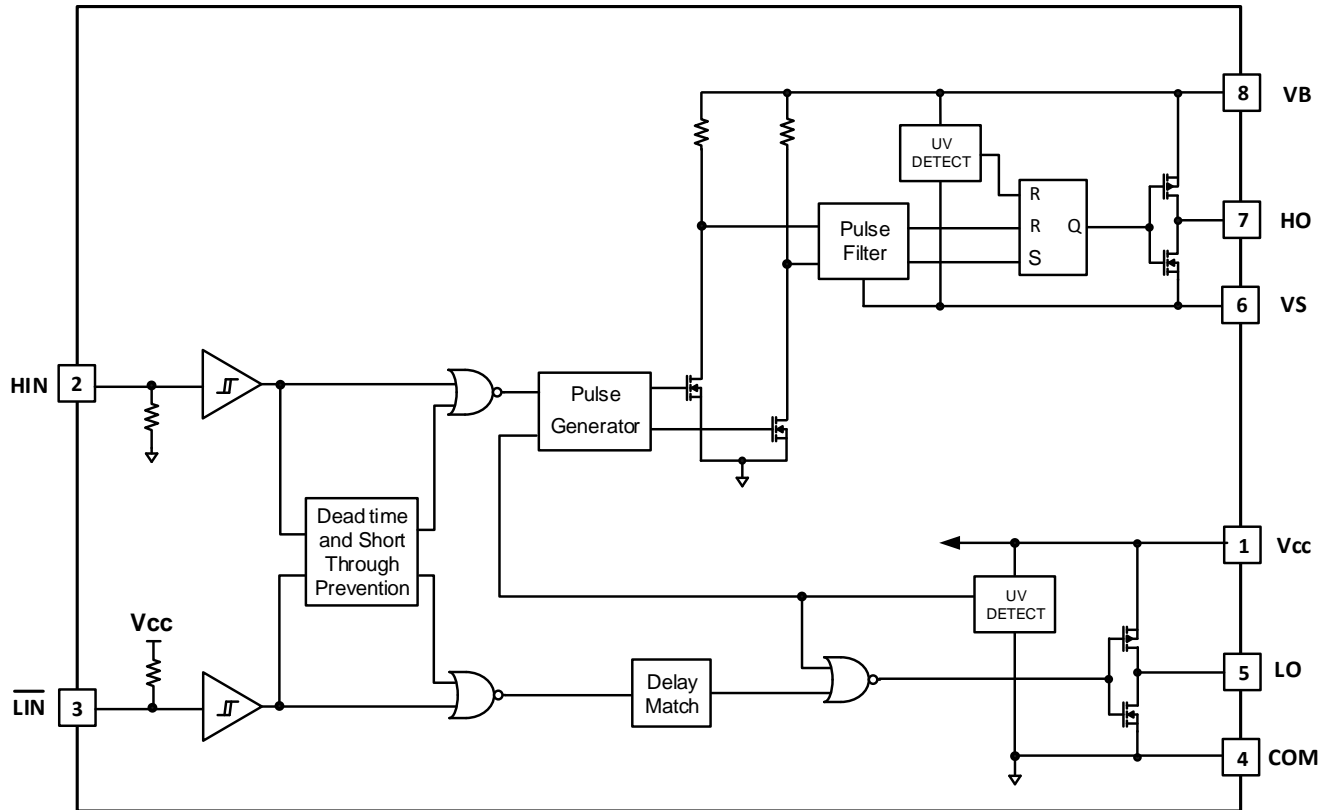 8 VB
UV
DETECT
R
R Q
S
Pulse
Filter
7 HO
6 VS
HIN 2
Pulse
Generator
Dead time
and Short
Through
Prevention
1 Vcc
UV
DETECT
Vcc
LIN 3
Delay
Match
5 LO
4 COM